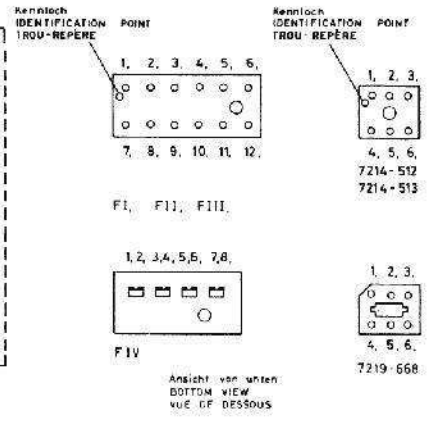 Kennloch
IDENTIFICATION POINT
TROU-REPÈRE
1, 2, 3, 4, 5, 6,
7, 8, 9, 10, 11, 12,
FI, FII, FIII,
Kennloch
IDENTIFICATION POINT
TROU-REPÈRE
1, 2, 3,
4, 5, 6,
7214-512
7214-513
1,2, 3,4, 5,6, 7,8,
FIV
1, 2, 3.
4, 5, 6.
7219-668
Ansicht von unten
BOTTOM VIEW
VUE DE DESSOUS